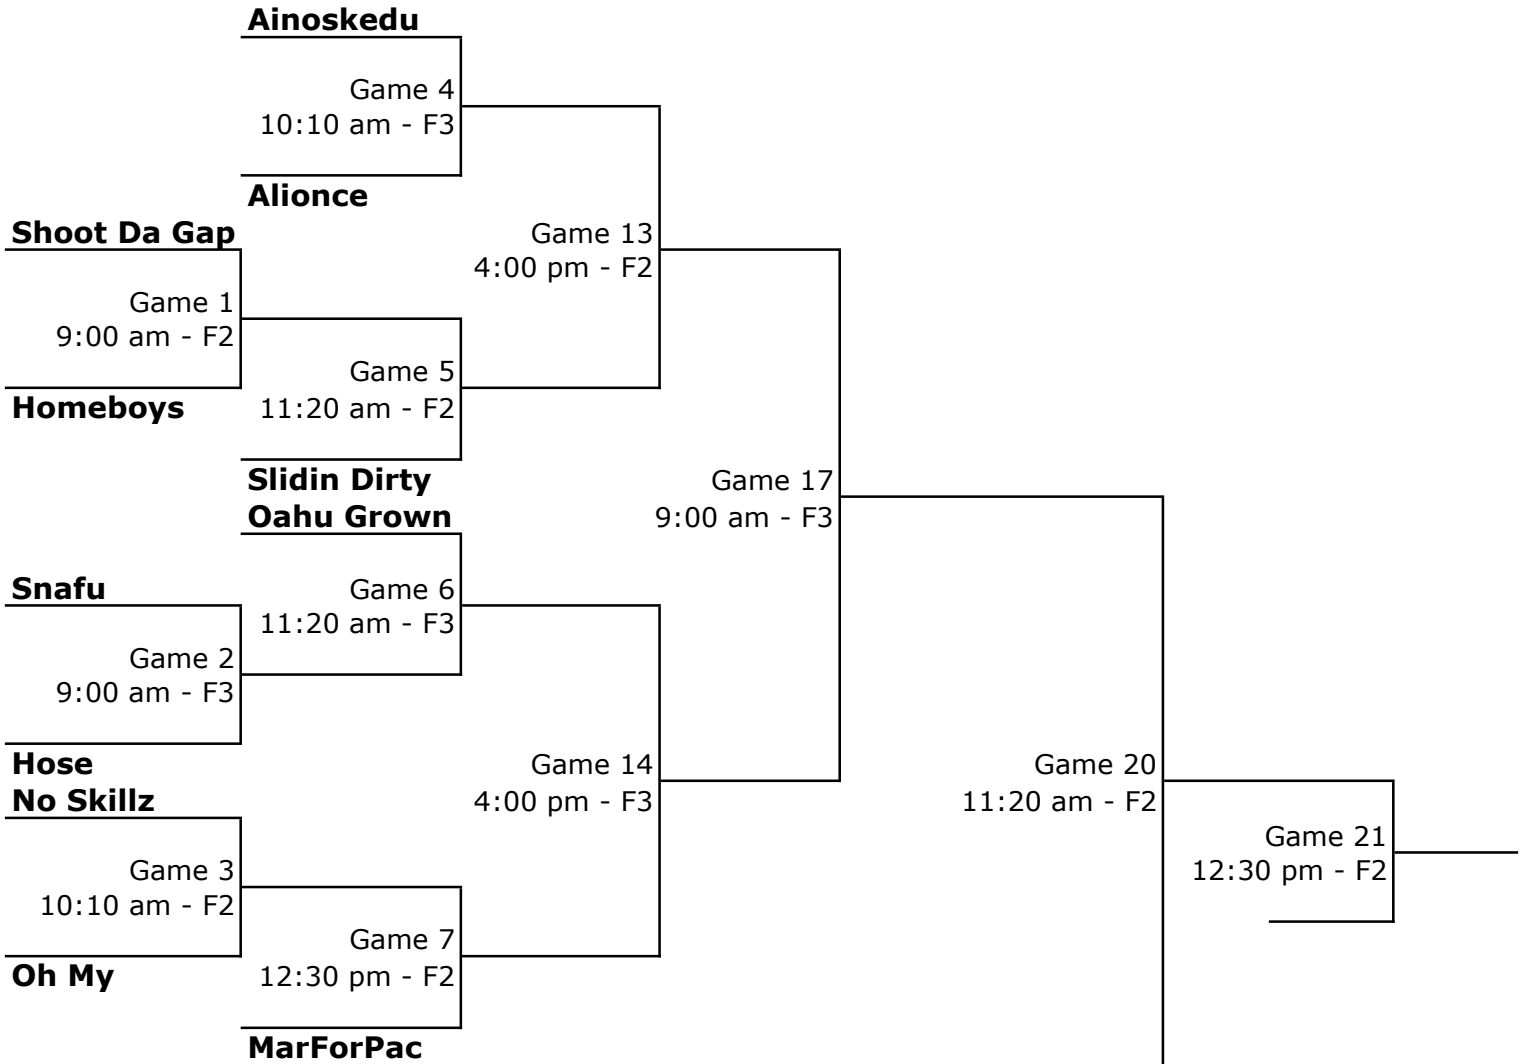 Ainoskedu
Game 4
10:10 am - F3
Alionce
Shoot Da Gap
Game 13
4:00 pm - F2
Game 1
9:00 am - F2
Game 5
11:20 am - F2
Homeboys
Slidin Dirty
Game 17
9:00 am - F3
Oahu Grown
Snafu
Game 6
11:20 am - F3
Game 2
9:00 am - F3
Hose
Game 14
4:00 pm - F3
Game 20
11:20 am - F2
No Skillz
Game 21
12:30 pm - F2
Game 3
10:10 am - F2
Game 7
12:30 pm - F2
Oh My
MarForPac